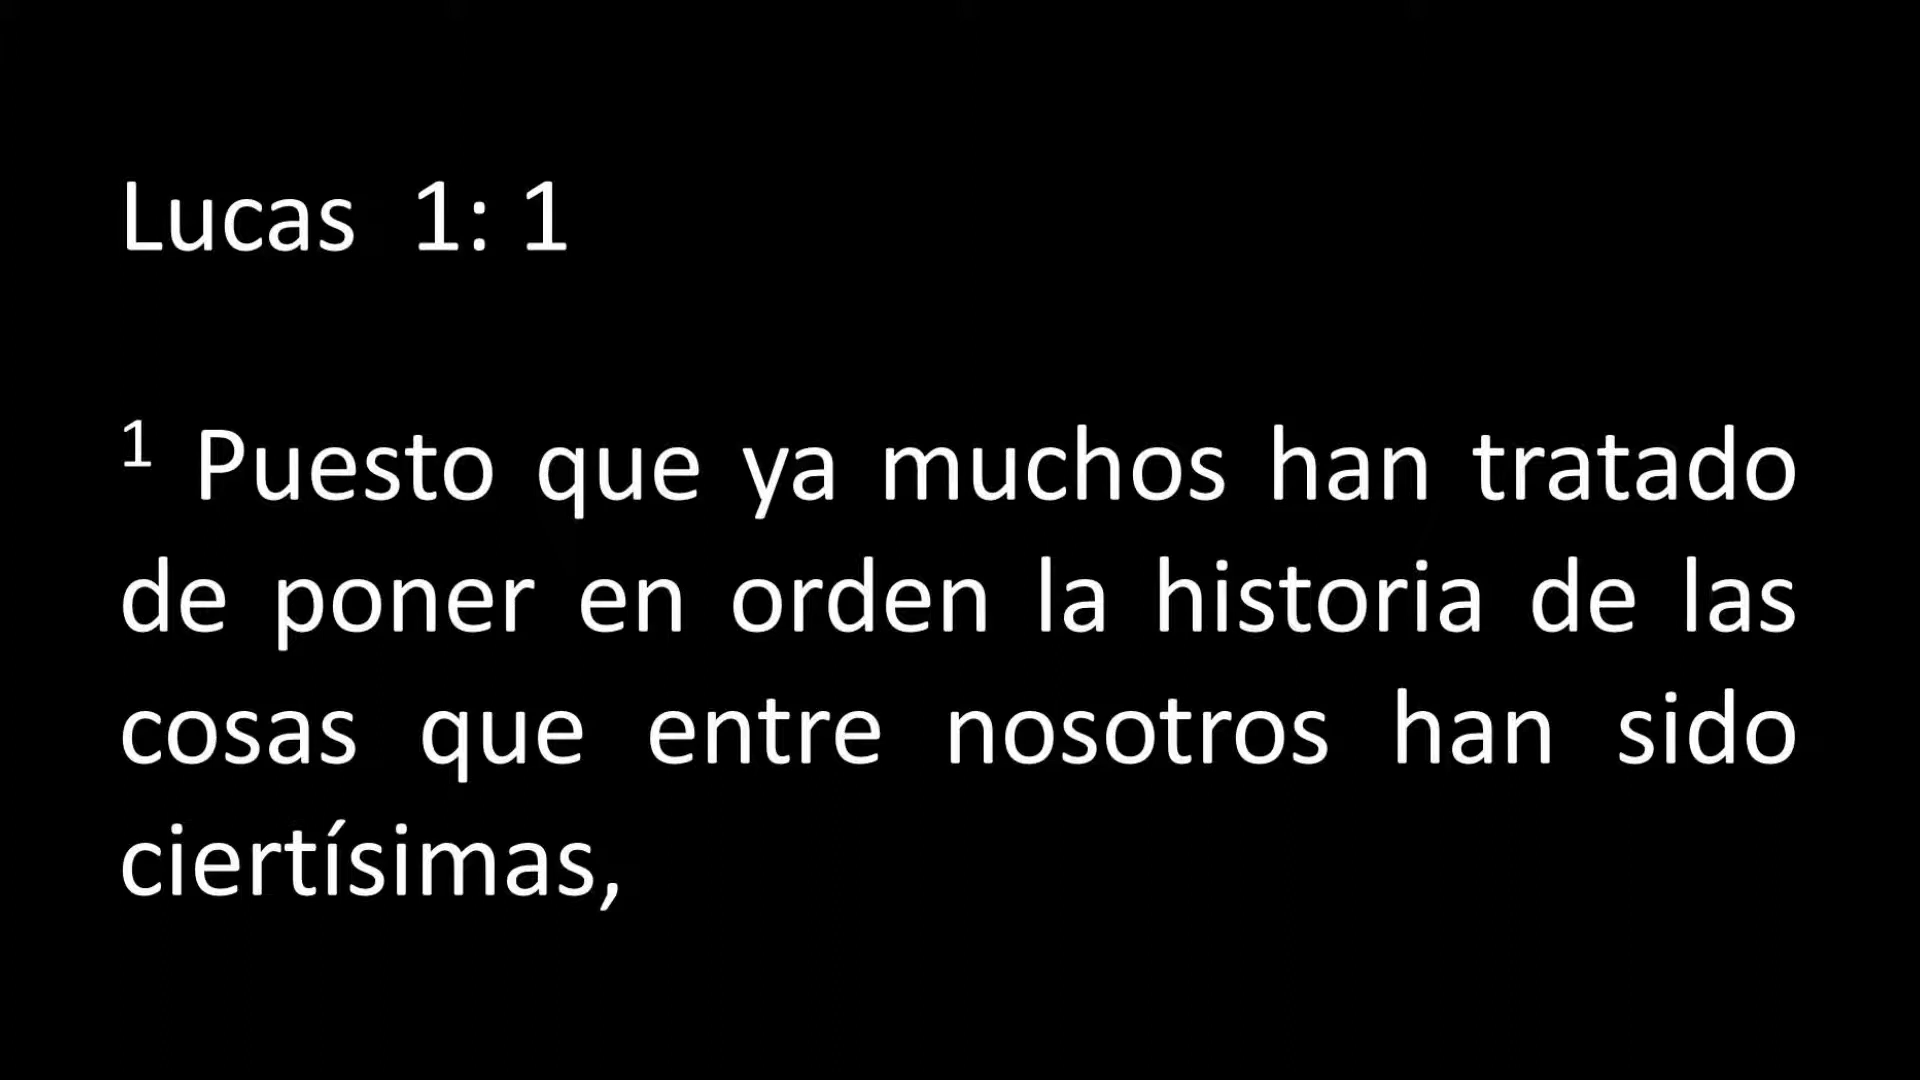 Lucas  1: 1
1 Puesto que ya muchos han tratado
de poner en orden la historia de las
cosas que entre nosotros han sido
ciertísimas,